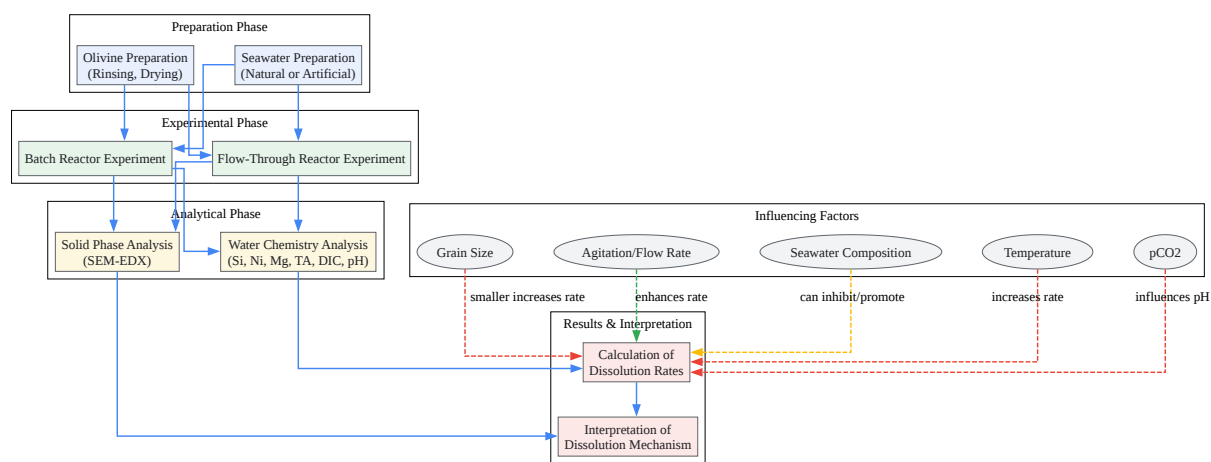 Preparation Phase
Olivine Preparation
(Rinsing, Drying)
Seawater Preparation
(Natural or Artificial)
Experimental Phase
Batch Reactor Experiment
Flow-Through Reactor Experiment
Analytical Phase
Solid Phase Analysis
(SEM-EDX)
Water Chemistry Analysis
(Si, Ni, Mg, TA, DIC, pH)
Influencing Factors
Grain Size
Agitation/Flow Rate
Seawater Composition
Temperature
pCO2
smaller increases rate
enhances rate
can inhibit/promote
increases rate
influences pH
Results & Interpretation
Calculation of
Dissolution Rates
Interpretation of
Dissolution Mechanism